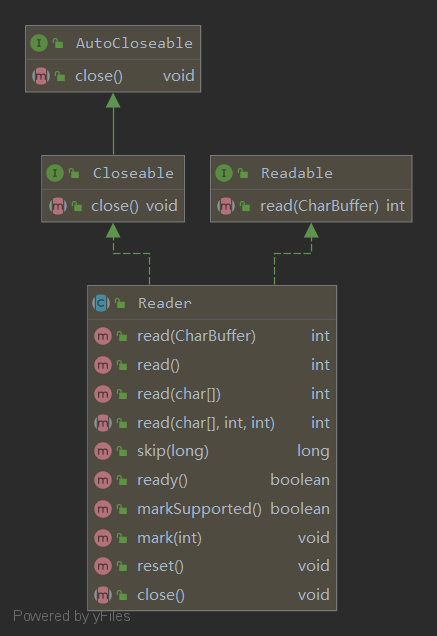 AutoCloseable
close() void
Closeable
close() void
Readable
read(CharBuffer) int
Reader
read(CharBuffer) int
read() int
read(char[]) int
read(char[], int, int) int
skip(long) long
ready() boolean
markSupported() boolean
mark(int) void
reset() void
close() void
Powered by yFiles